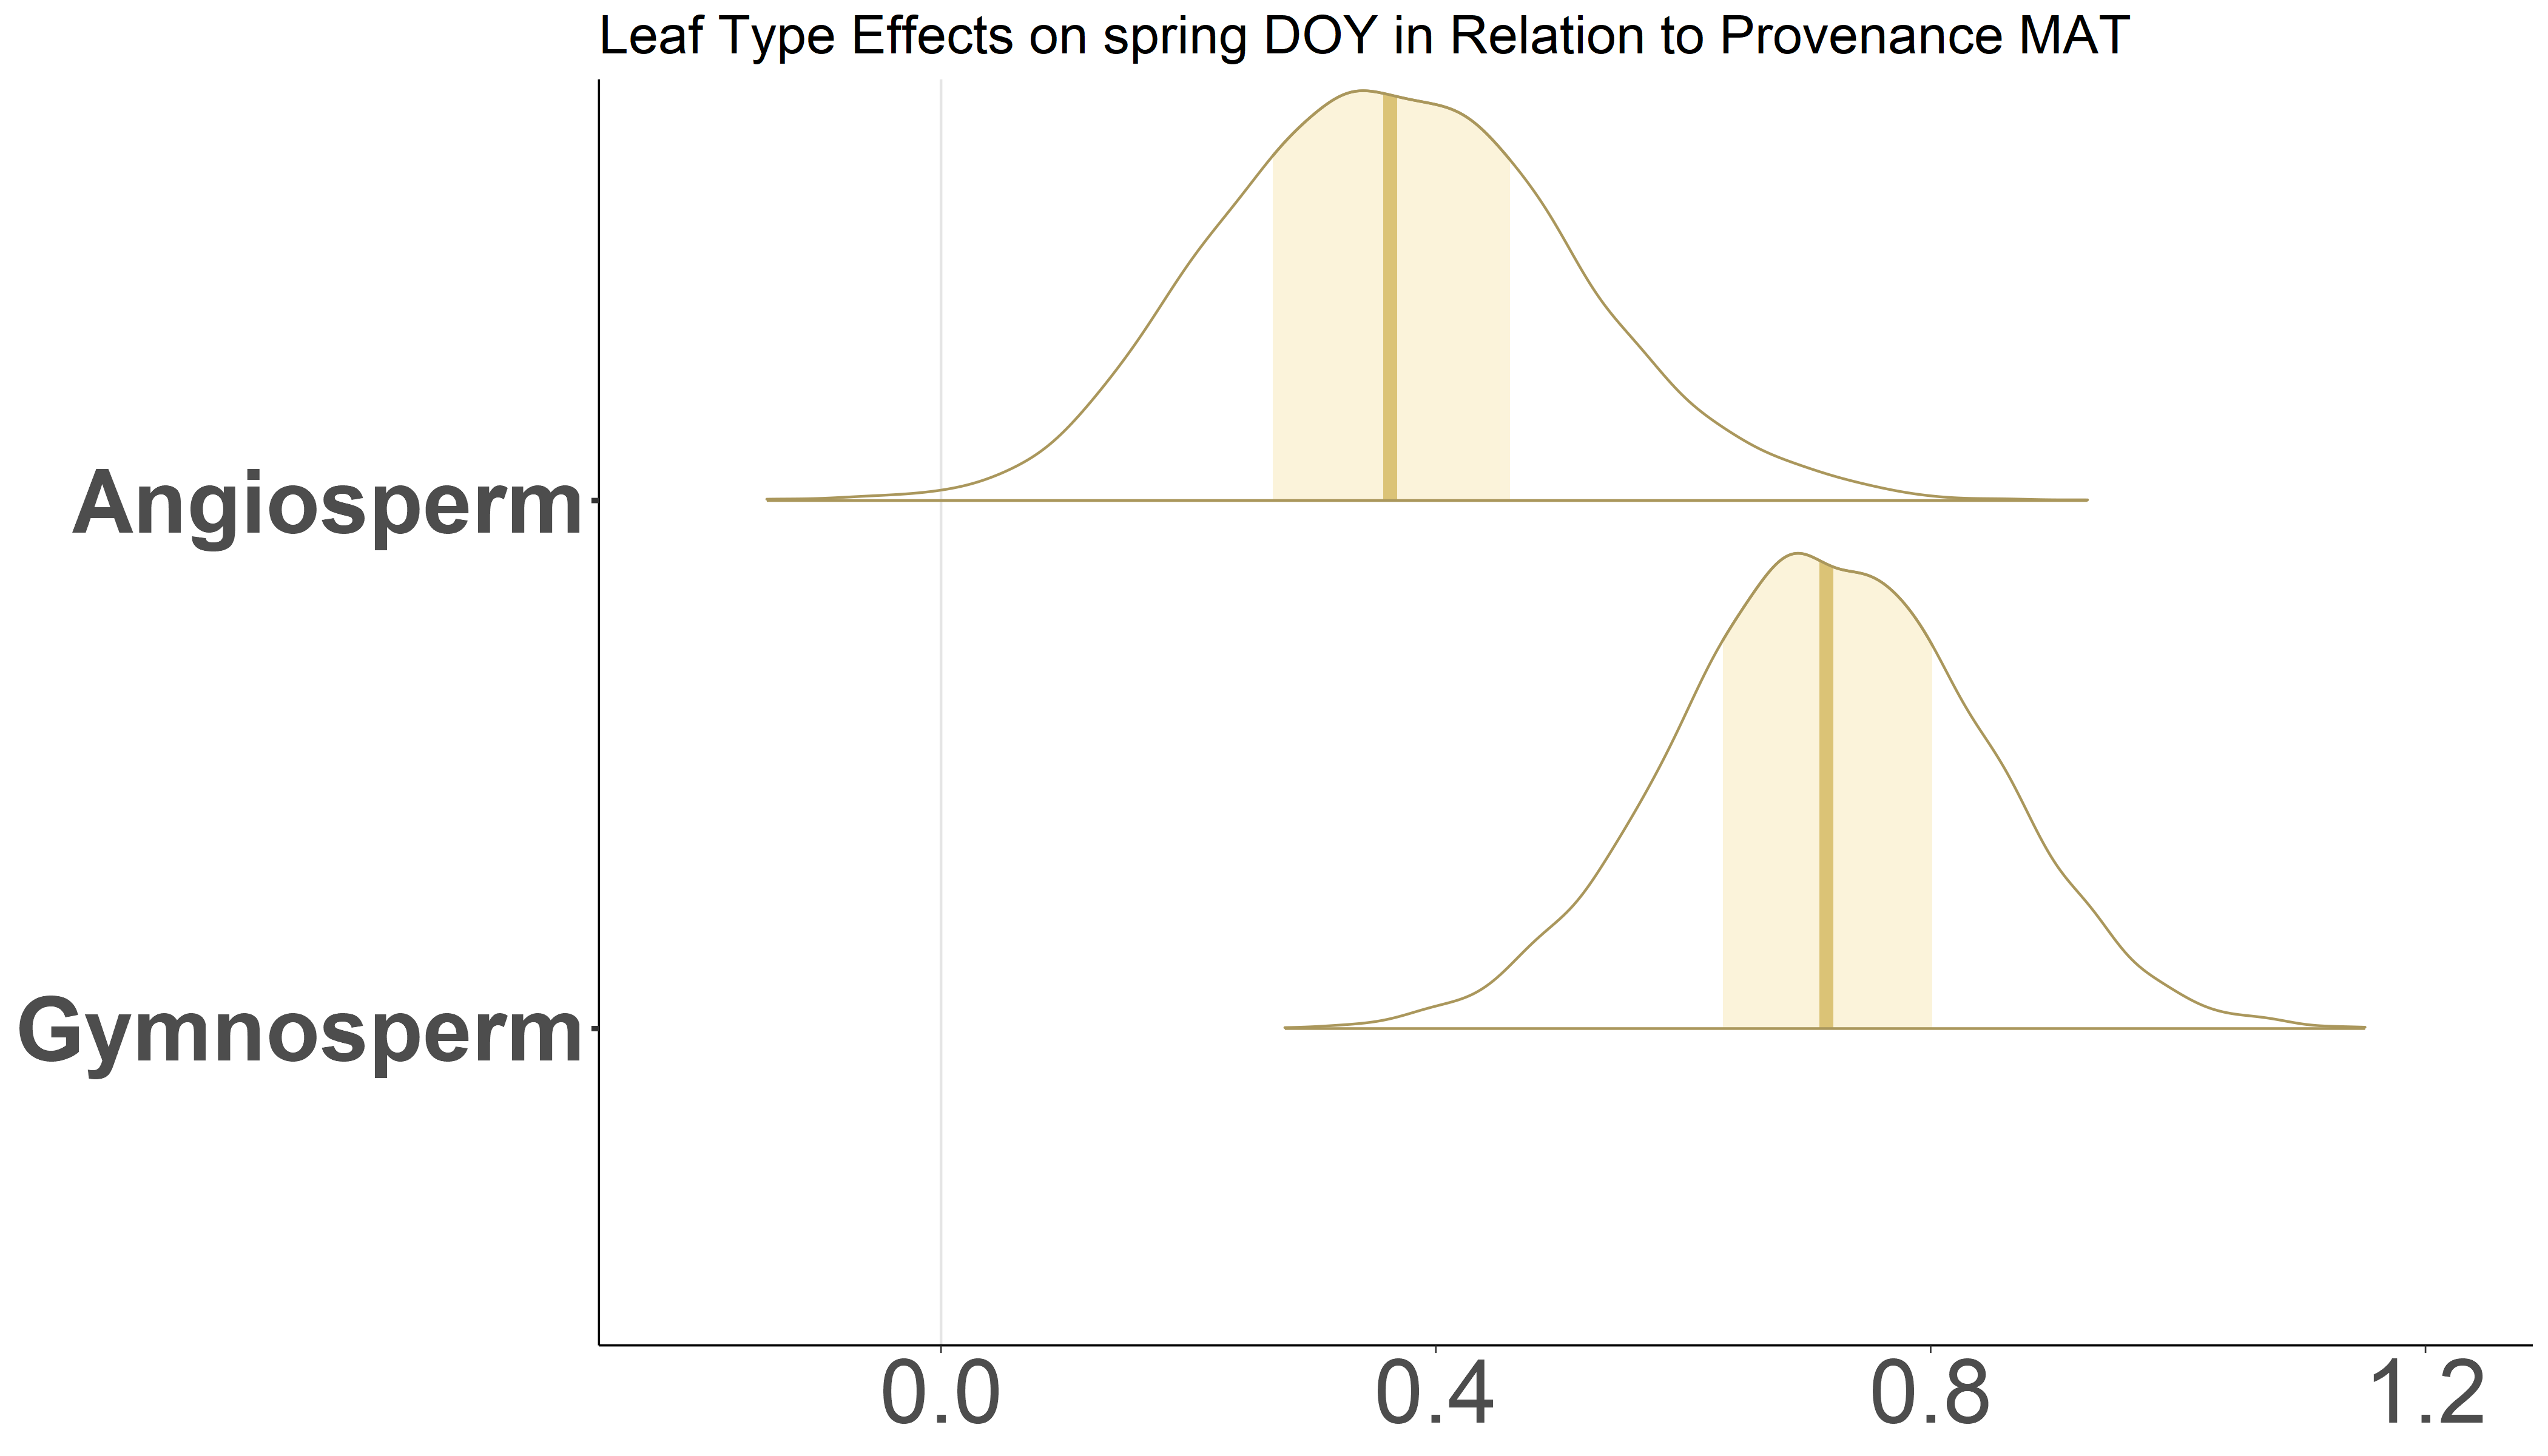 Leaf Type Effects on spring DOY in Relation to Provenance MAT
Angiosperm
Gymnosperm
0.0 0.4 0.8 1.2